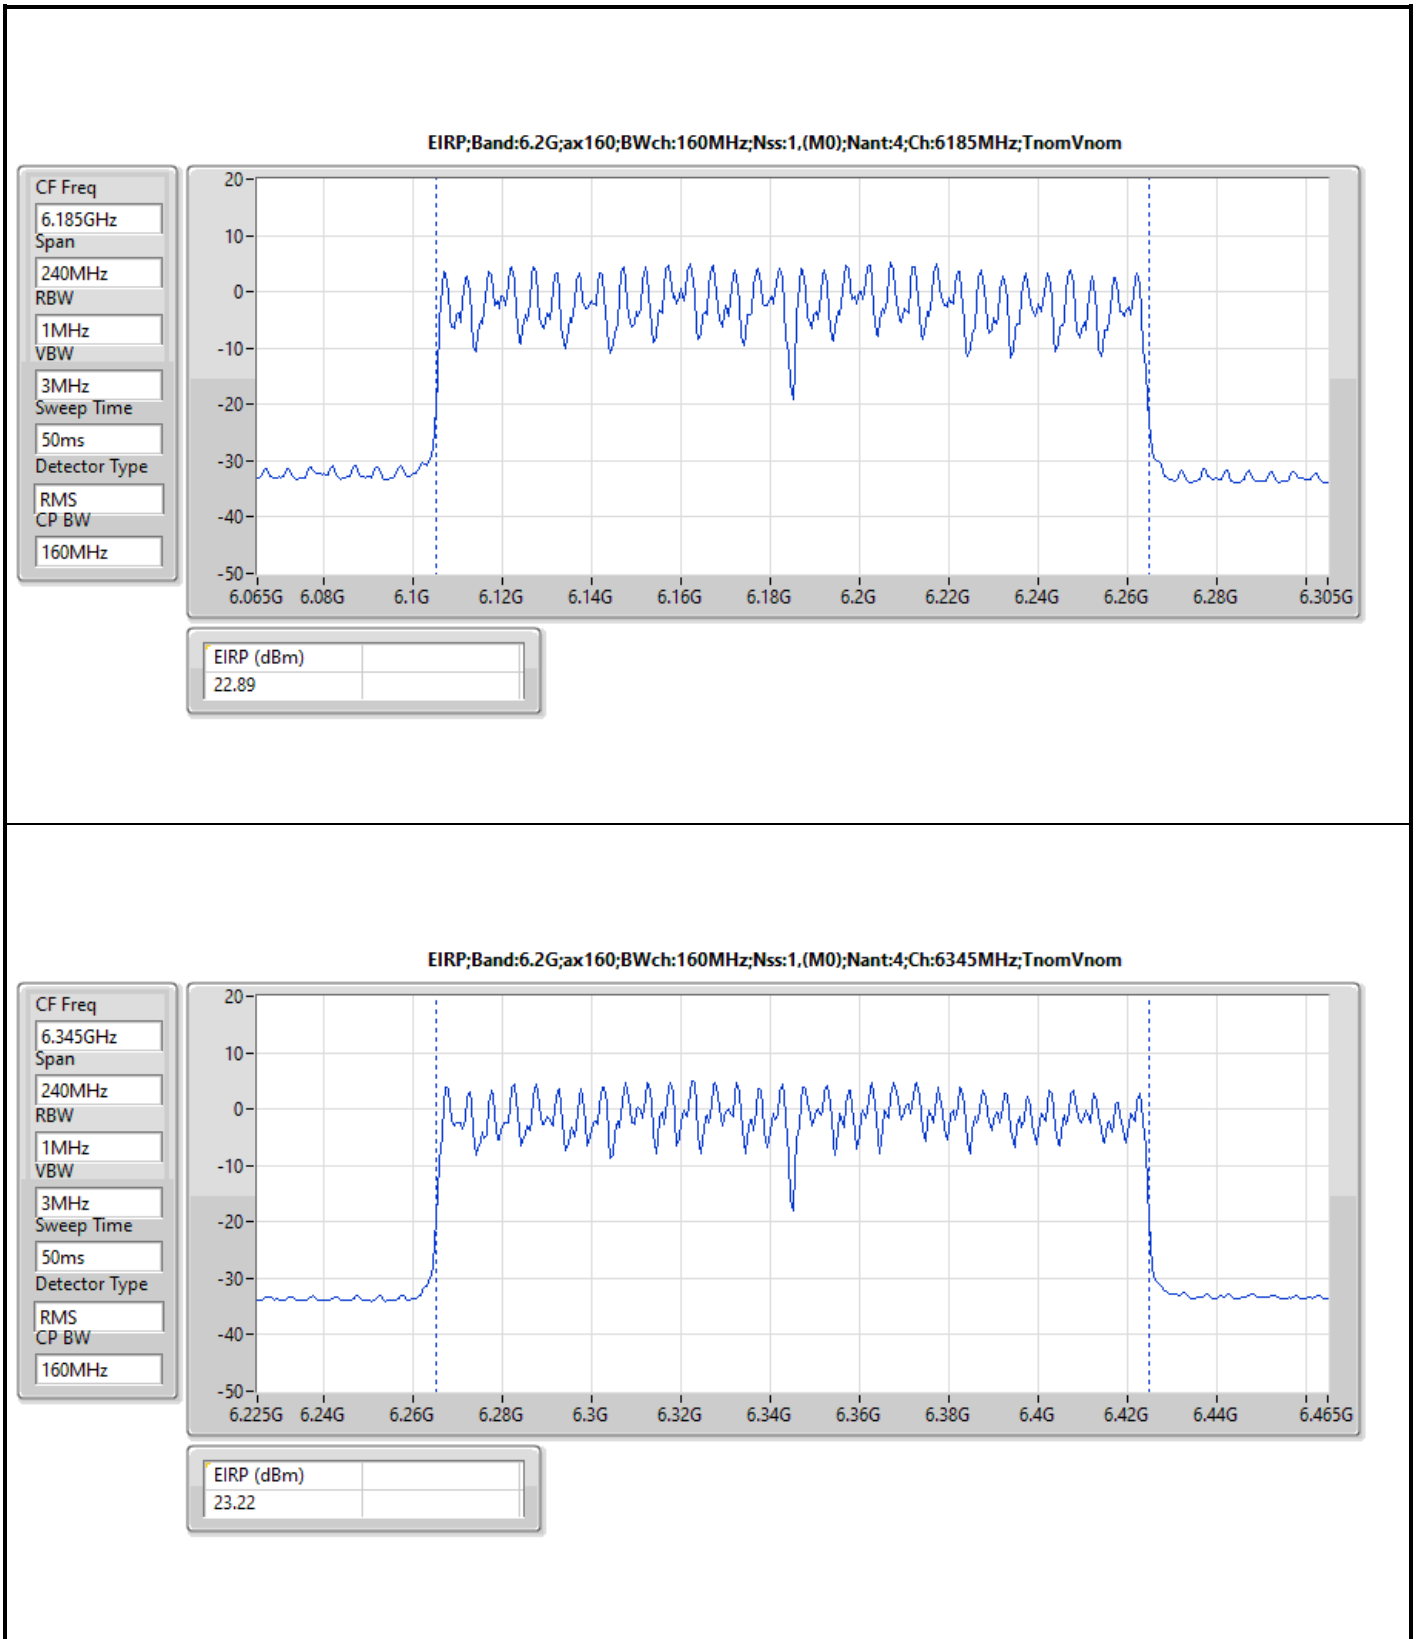 EIRP;Band:6.2G;ax160;BWch:160MHz;Nss:1,(M0);Nant:4;Ch:6185MHz;TnomVnom
CF Freq
6.185GHz
Span
240MHz
RBW
1MHz
VBW
3MHz
Sweep Time
50ms
Detector Type
RMS
CP BW
160MHz
20
10
0
-10
-20
-30
-40
-50
6.065G 6.08G 6.1G 6.12G 6.14G 6.16G 6.18G 6.2G 6.22G 6.24G 6.26G 6.28G 6.305G
EIRP (dBm)
22.89
EIRP;Band:6.2G;ax160;BWch:160MHz;Nss:1,(M0);Nant:4;Ch:6345MHz;TnomVnom
CF Freq
6.345GHz
Span
240MHz
RBW
1MHz
VBW
3MHz
Sweep Time
50ms
Detector Type
RMS
CP BW
160MHz
20
10
0
-10
-20
-30
-40
-50
6.225G 6.24G 6.26G 6.28G 6.3G 6.32G 6.34G 6.36G 6.38G 6.4G 6.42G 6.44G 6.465G
EIRP (dBm)
23.22